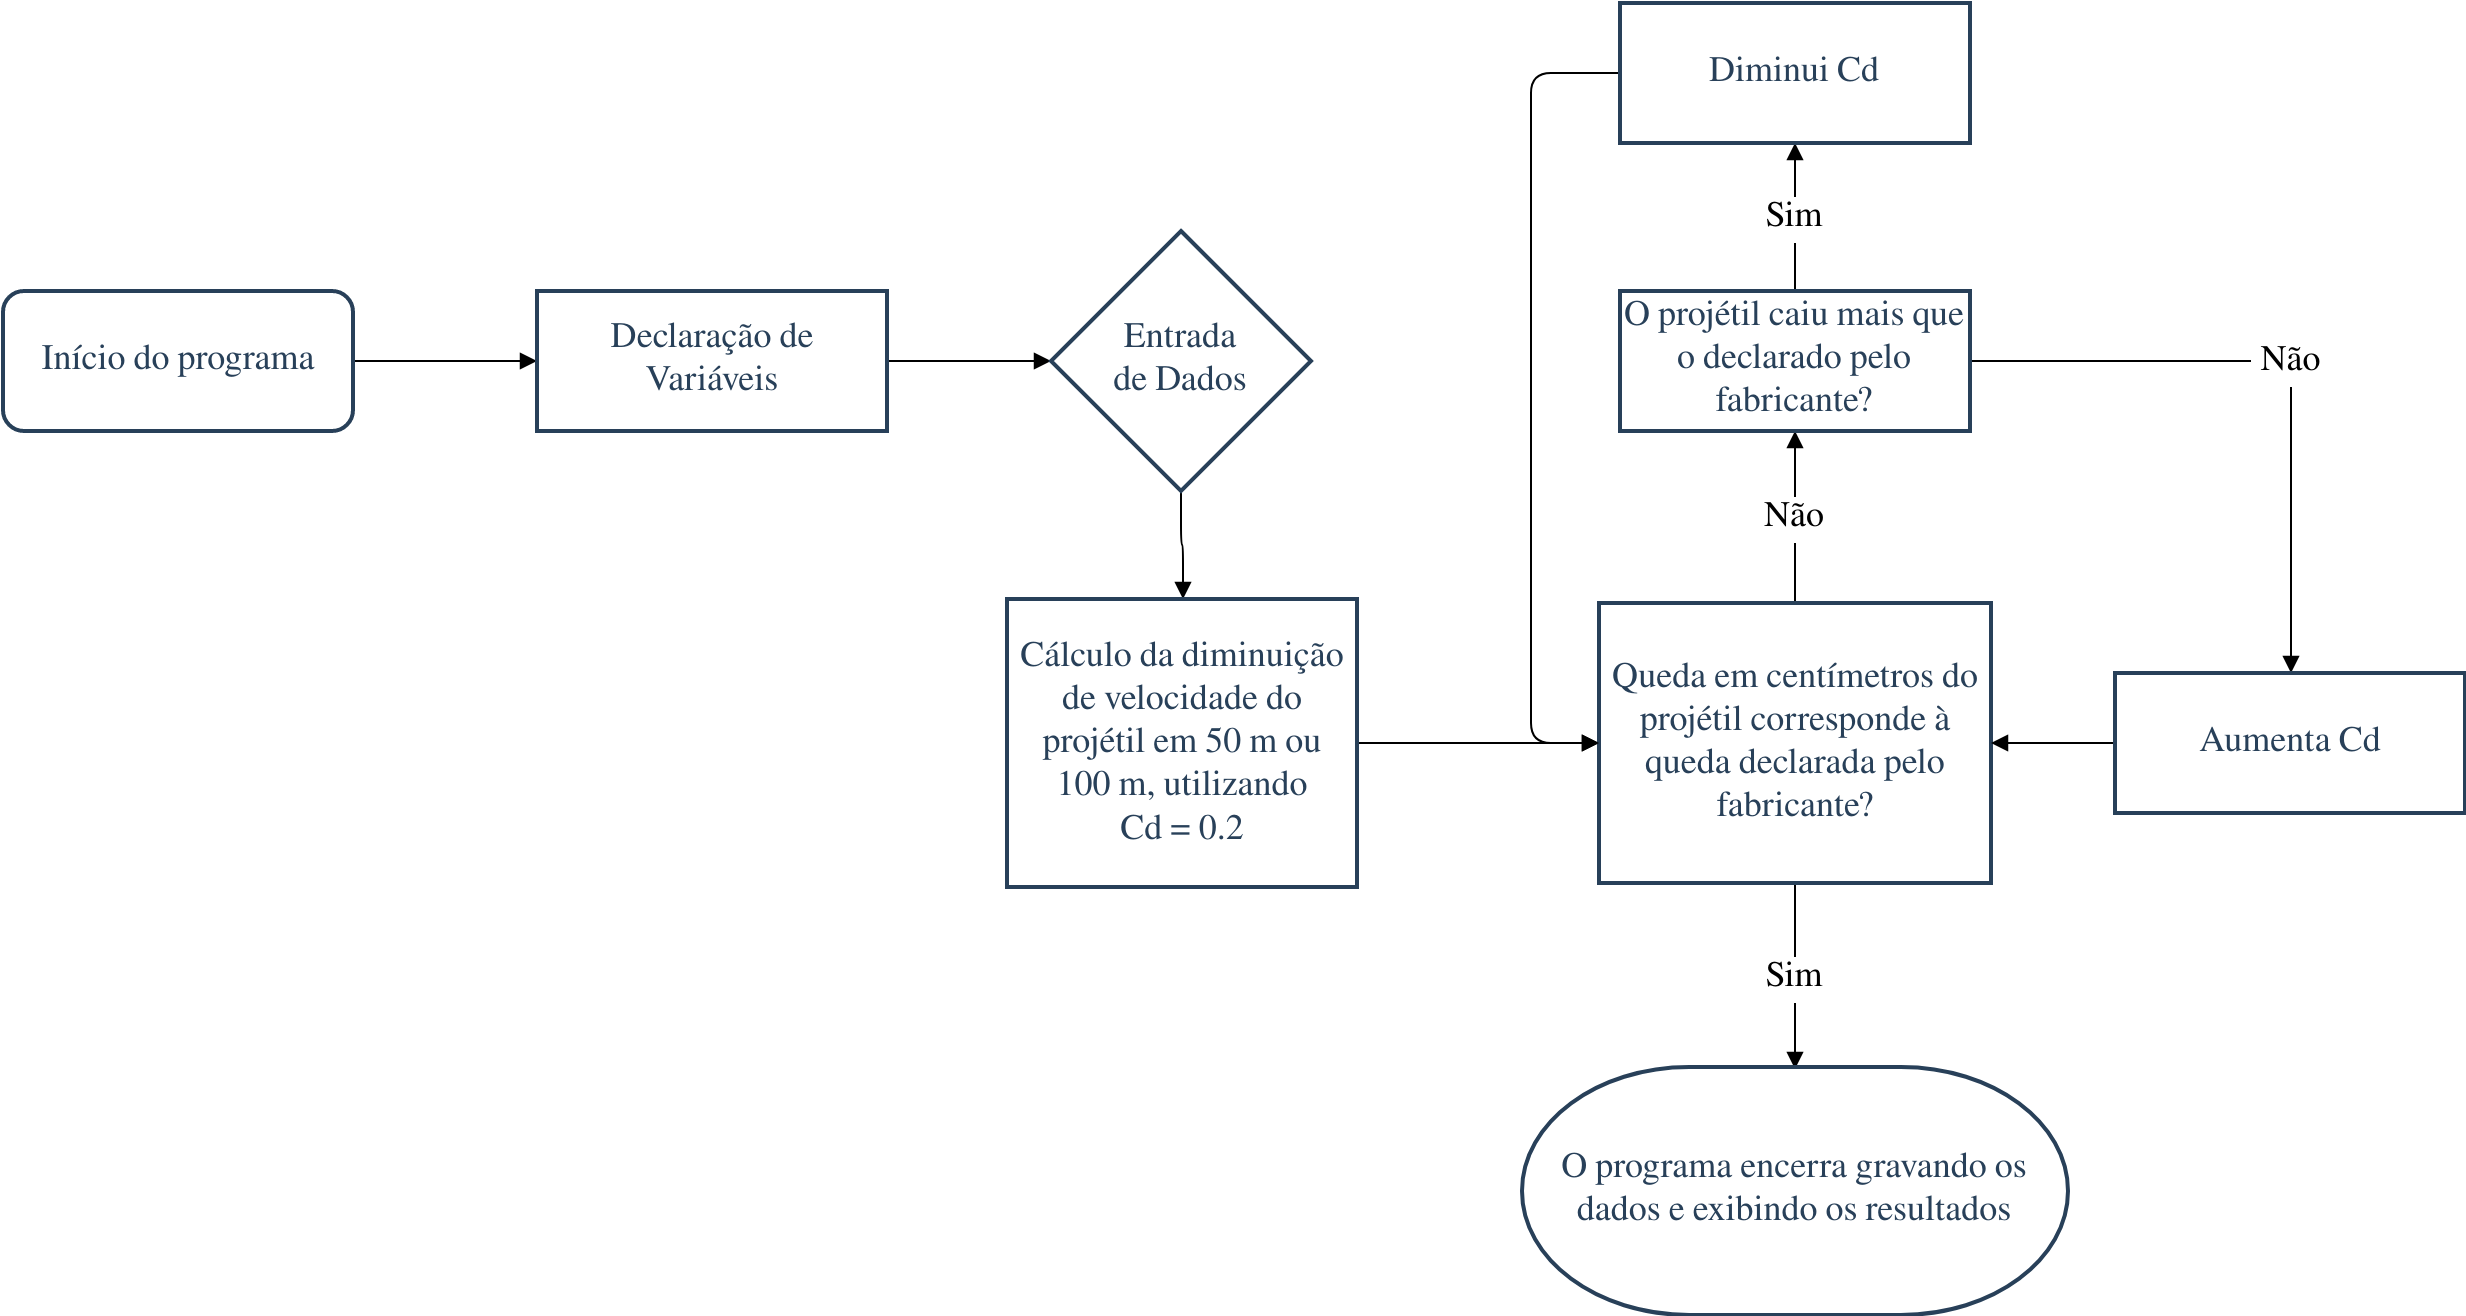 Início do programa
Declaração de
Variáveis
Entrada
de Dados
Cálculo da diminuição
de velocidade do
projétil em 50 m ou
100 m, utilizando
Cd = 0.2
Queda em centímetros do
projétil corresponde à
queda declarada pelo
fabricante?
Não
O projétil caiu mais que
o declarado pelo
fabricante?
Sim
Diminui Cd
Não
Aumenta Cd
Sim
O programa encerra gravando os
dados e exibindo os resultados